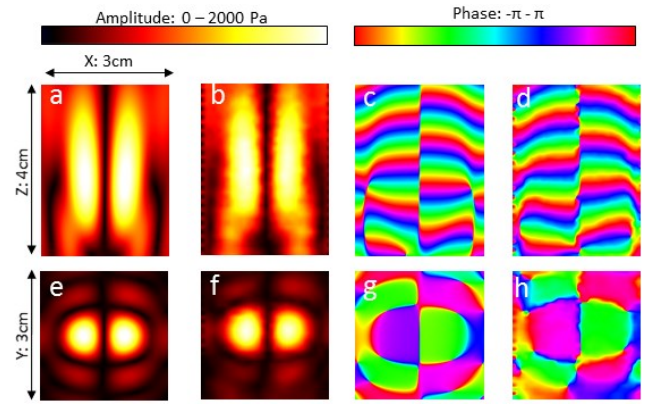 Amplitude: 0 – 2000 Pa
Phase: -π - π
X: 3cm
a
b
c
d
Z: 4cm
e
f
g
h
Y: 3cm